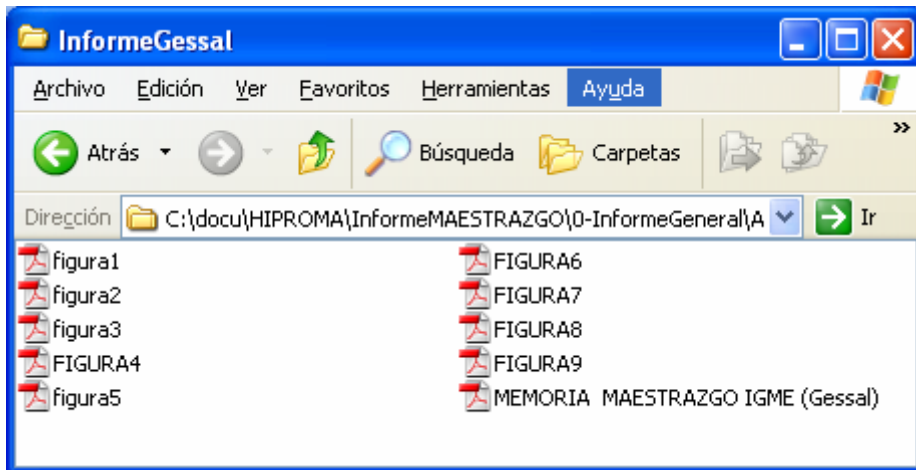 InformeGessal
Archivo Edición Ver Favoritos Herramientas Ayuda
Atrás Búsqueda Carpetas »
Dirección C:\docu\HIPROMA\InformeMAESTRAZGO\0-InformeGeneral\A Ir
figura1
figura2
figura3
FIGURA4
figura5
FIGURA6
FIGURA7
FIGURA8
FIGURA9
MEMORIA MAESTRAZGO IGME (Gessal)